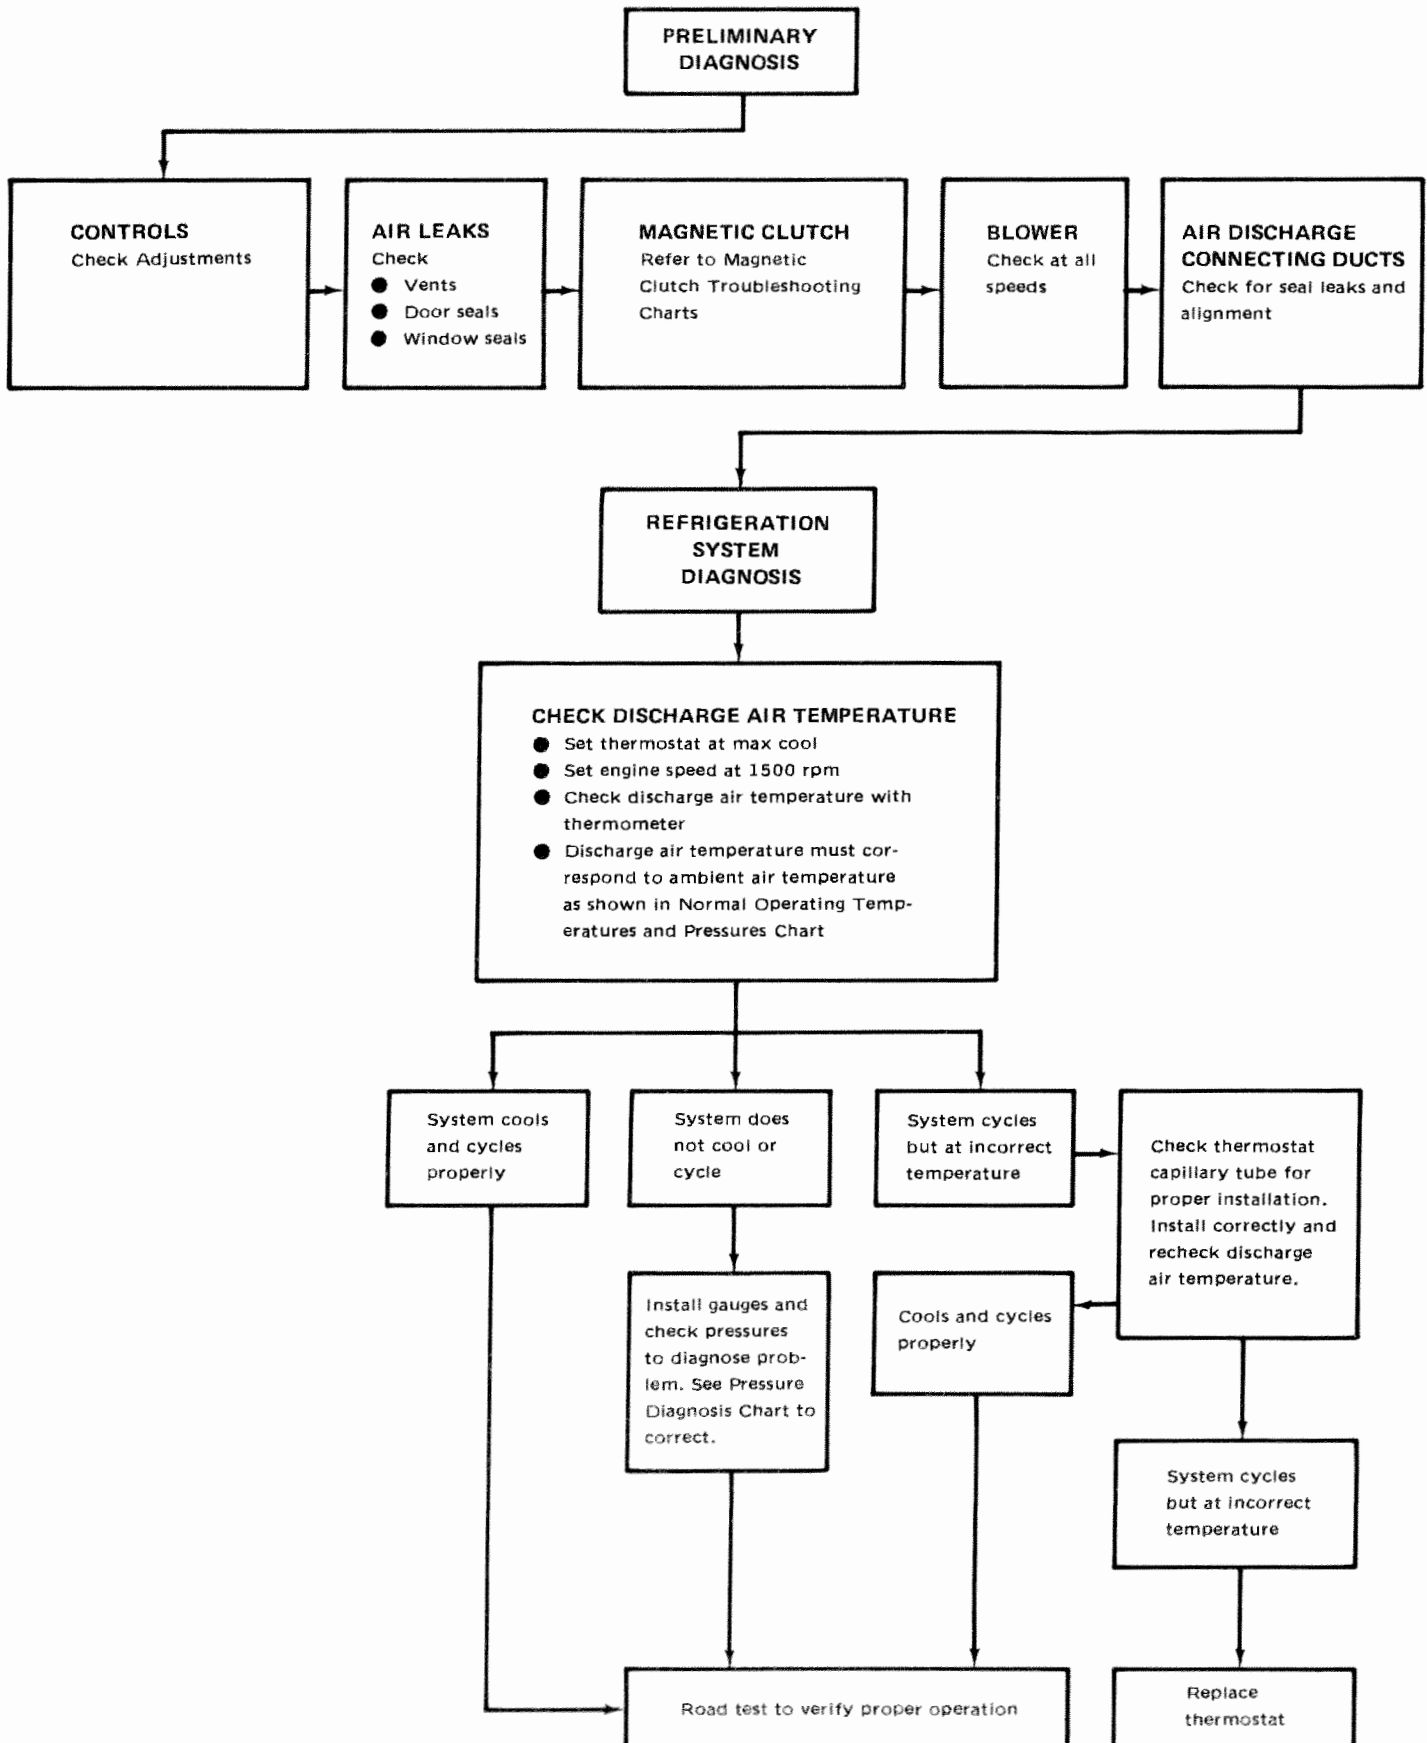 PRELIMINARY
DIAGNOSIS
CONTROLS
Check Adjustments
AIR LEAKS
Check
● Vents
● Door seals
● Window seals
MAGNETIC CLUTCH
Refer to Magnetic
Clutch Troubleshooting
Charts
BLOWER
Check at all
speeds
AIR DISCHARGE
CONNECTING DUCTS
Check for seal leaks and
alignment
REFRIGERATION
SYSTEM
DIAGNOSIS
CHECK DISCHARGE AIR TEMPERATURE
● Set thermostat at max cool
● Set engine speed at 1500 rpm
● Check discharge air temperature with
thermometer
● Discharge air temperature must cor-
respond to ambient air temperature
as shown in Normal Operating Temp-
eratures and Pressures Chart
System cools
and cycles
properly
System does
not cool or
cycle
System cycles
but at incorrect
temperature
Check thermostat
capillary tube for
proper installation.
Install correctly and
recheck discharge
air temperature.
Install gauges and
check pressures
to diagnose prob-
lem. See Pressure
Diagnosis Chart to
correct.
Cools and cycles
properly
System cycles
but at incorrect
temperature
Road test to verify proper operation
Replace
thermostat